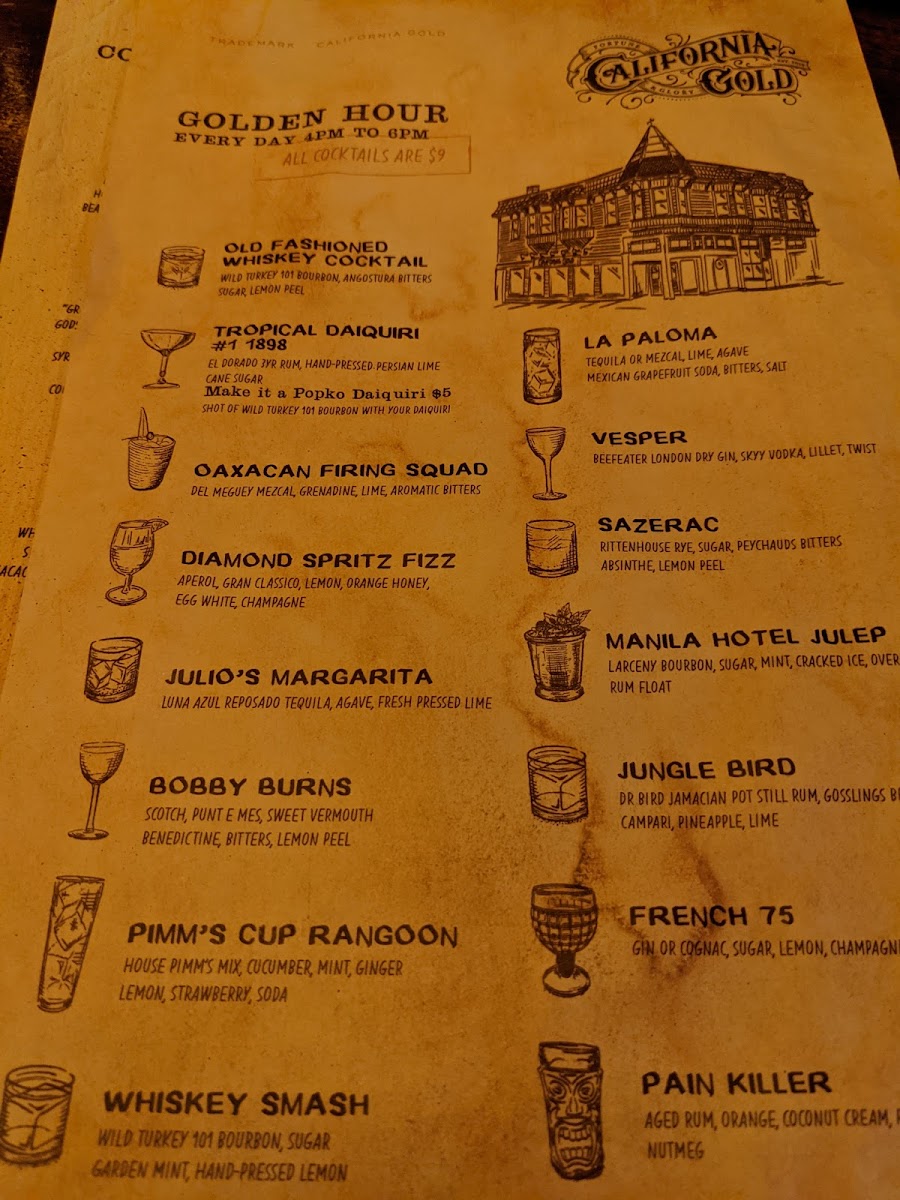 TRADEMARK CALIFORNIA GOLD
FORTUNE
CALIFORNIA
& GLORY
GOLD
GOLDEN HOUR
EVERY DAY 4PM TO 6PM
ALL COCKTAILS ARE $9
OLD FASHIONED
WHISKEY COCKTAIL
WILD TURKEY 101 BOURBON, ANGOSTURA BITTERS
SUGAR, LEMON PEEL
TROPICAL DAIQUIRI
#1 1898
EL DORADO 3YR RUM, HAND-PRESSED PERSIAN LIME
CANE SUGAR
Make it a Popko Daiquiri $5
SHOT OF WILD TURKEY 101 BOURBON WITH YOUR DAIQUIRI
OAXACAN FIRING SQUAD
DEL MEGUEY MEZCAL, GRENADINE, LIME, AROMATIC BITTERS
DIAMOND SPRITZ FIZZ
APEROL, GRAN CLASSICO, LEMON, ORANGE HONEY,
EGG WHITE, CHAMPAGNE
JULIO'S MARGARITA
LUNA AZUL REPOSADO TEQUILA, AGAVE, FRESH PRESSED LIME
BOBBY BURNS
SCOTCH, PUNT E MES, SWEET VERMOUTH
BENEDICTINE, BITTERS, LEMON PEEL
PIMM'S CUP RANGOON
HOUSE PIMM'S MIX, CUCUMBER, MINT, GINGER
LEMON, STRAWBERRY, SODA
WHISKEY SMASH
WILD TURKEY 101 BOURBON, SUGAR
GARDEN MINT, HAND-PRESSED LEMON
LA PALOMA
TEQUILA OR MEZCAL, LIME, AGAVE
MEXICAN GRAPEFRUIT SODA, BITTERS, SALT
VESPER
BEEFEATER LONDON DRY GIN, SKYY VODKA, LILLET, TWIST
SAZERAC
RITTENHOUSE RYE, SUGAR, PEYCHAUDS BITTERS
ABSINTHE, LEMON PEEL
MANILA HOTEL JULEP
LARCENY BOURBON, SUGAR, MINT, CRACKED ICE, OVER
RUM FLOAT
JUNGLE BIRD
DR BIRD JAMACIAN POT STILL RUM, GOSSLINGS
CAMPARI, PINEAPPLE, LIME
FRENCH 75
GIN OR COGNAC, SUGAR, LEMON, CHAMPAGN
PAIN KILLER
AGED RUM, ORANGE, COCONUT CREAM,
NUTMEG